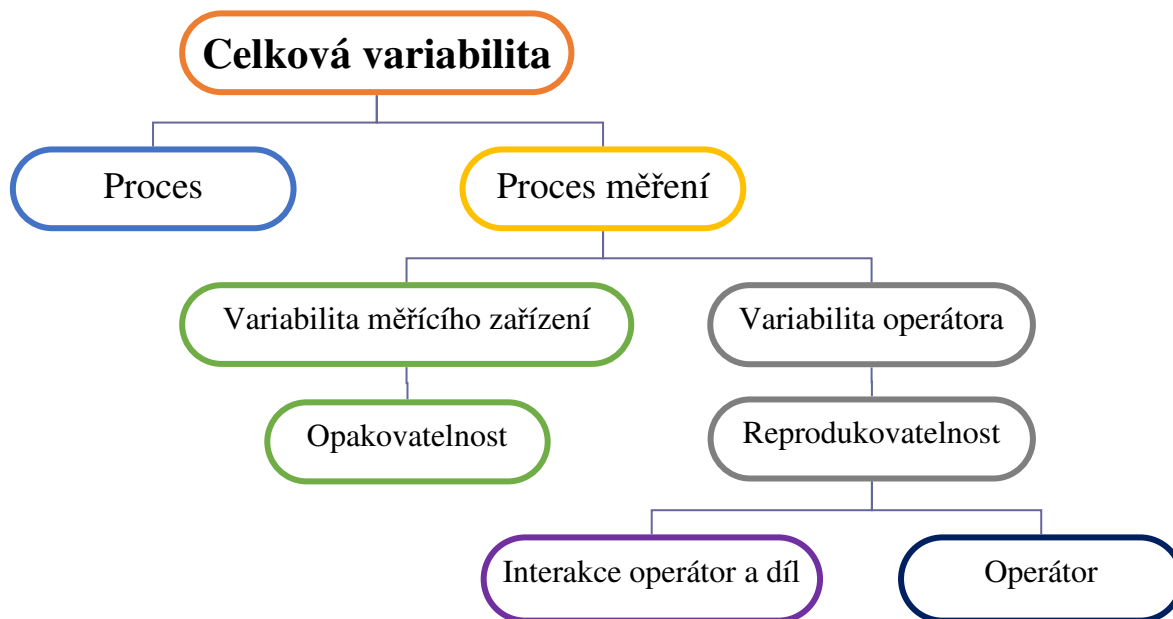 Celková variabilita
Proces
Proces měření
Variabilita měřícího zařízení
Variabilita operátora
Opakovatelnost
Reprodukovatelnost
Interakce operátor a díl
Operátor